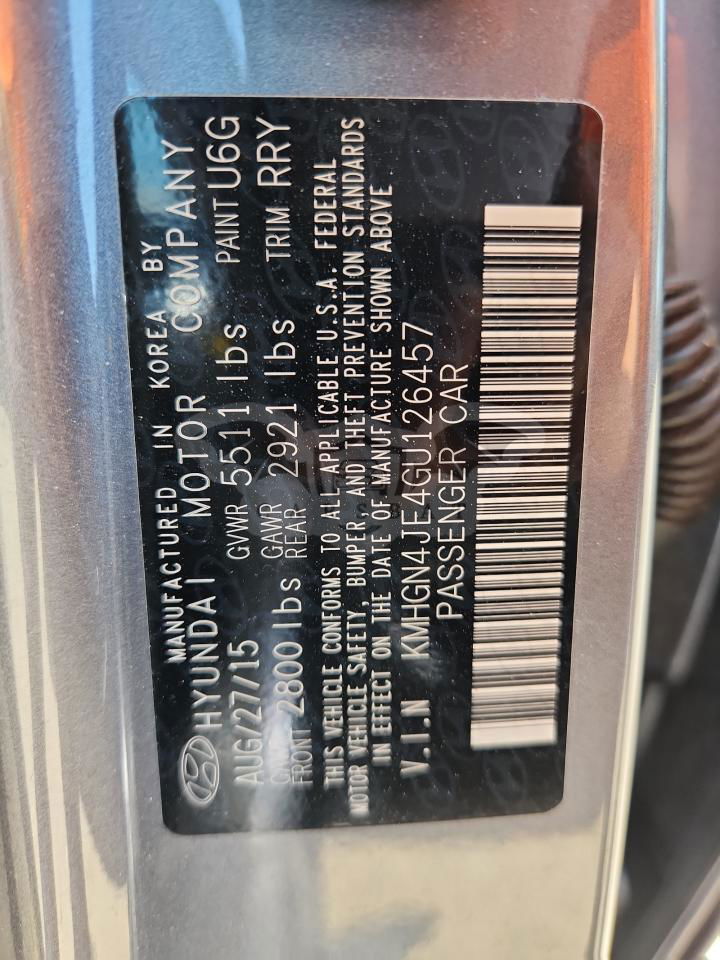 MANUFACTURED IN KOREA BY
HYUNDAI MOTOR COMPANY
AUG/27/15 GVWR 5511 lbs PAINT U6G
GAWR FRONT 2800 lbs GAWR REAR 2921 lbs TRIM RRY
THIS VEHICLE CONFORMS TO ALL APPLICABLE U.S.A. FEDERAL
MOTOR VEHICLE SAFETY, BUMPER, AND THEFT PREVENTION STANDARDS
IN EFFECT ON THE DATE OF MANUFACTURE SHOWN ABOVE
V.I.N KMHGN4JE4GU126457
PASSENGER CAR